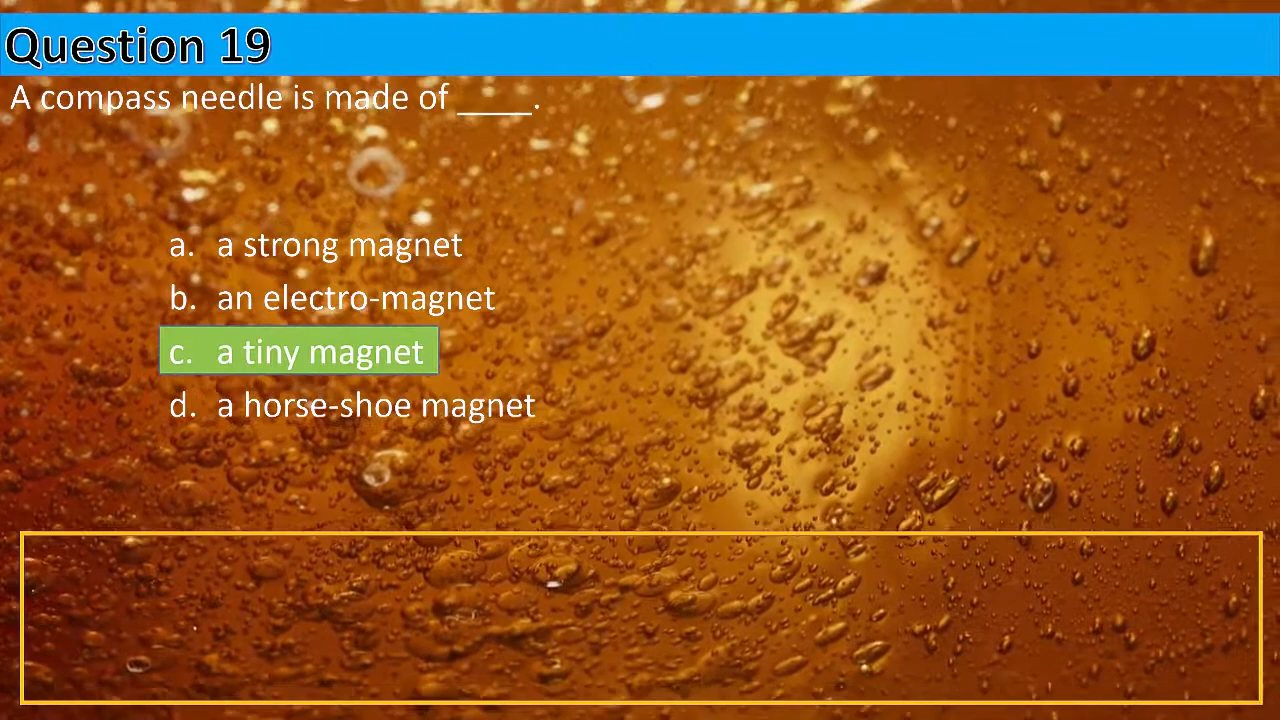 Question 19
A compass needle is made of ____.
a. a strong magnet
b. an electro-magnet
c. a tiny magnet
d. a horse-shoe magnet